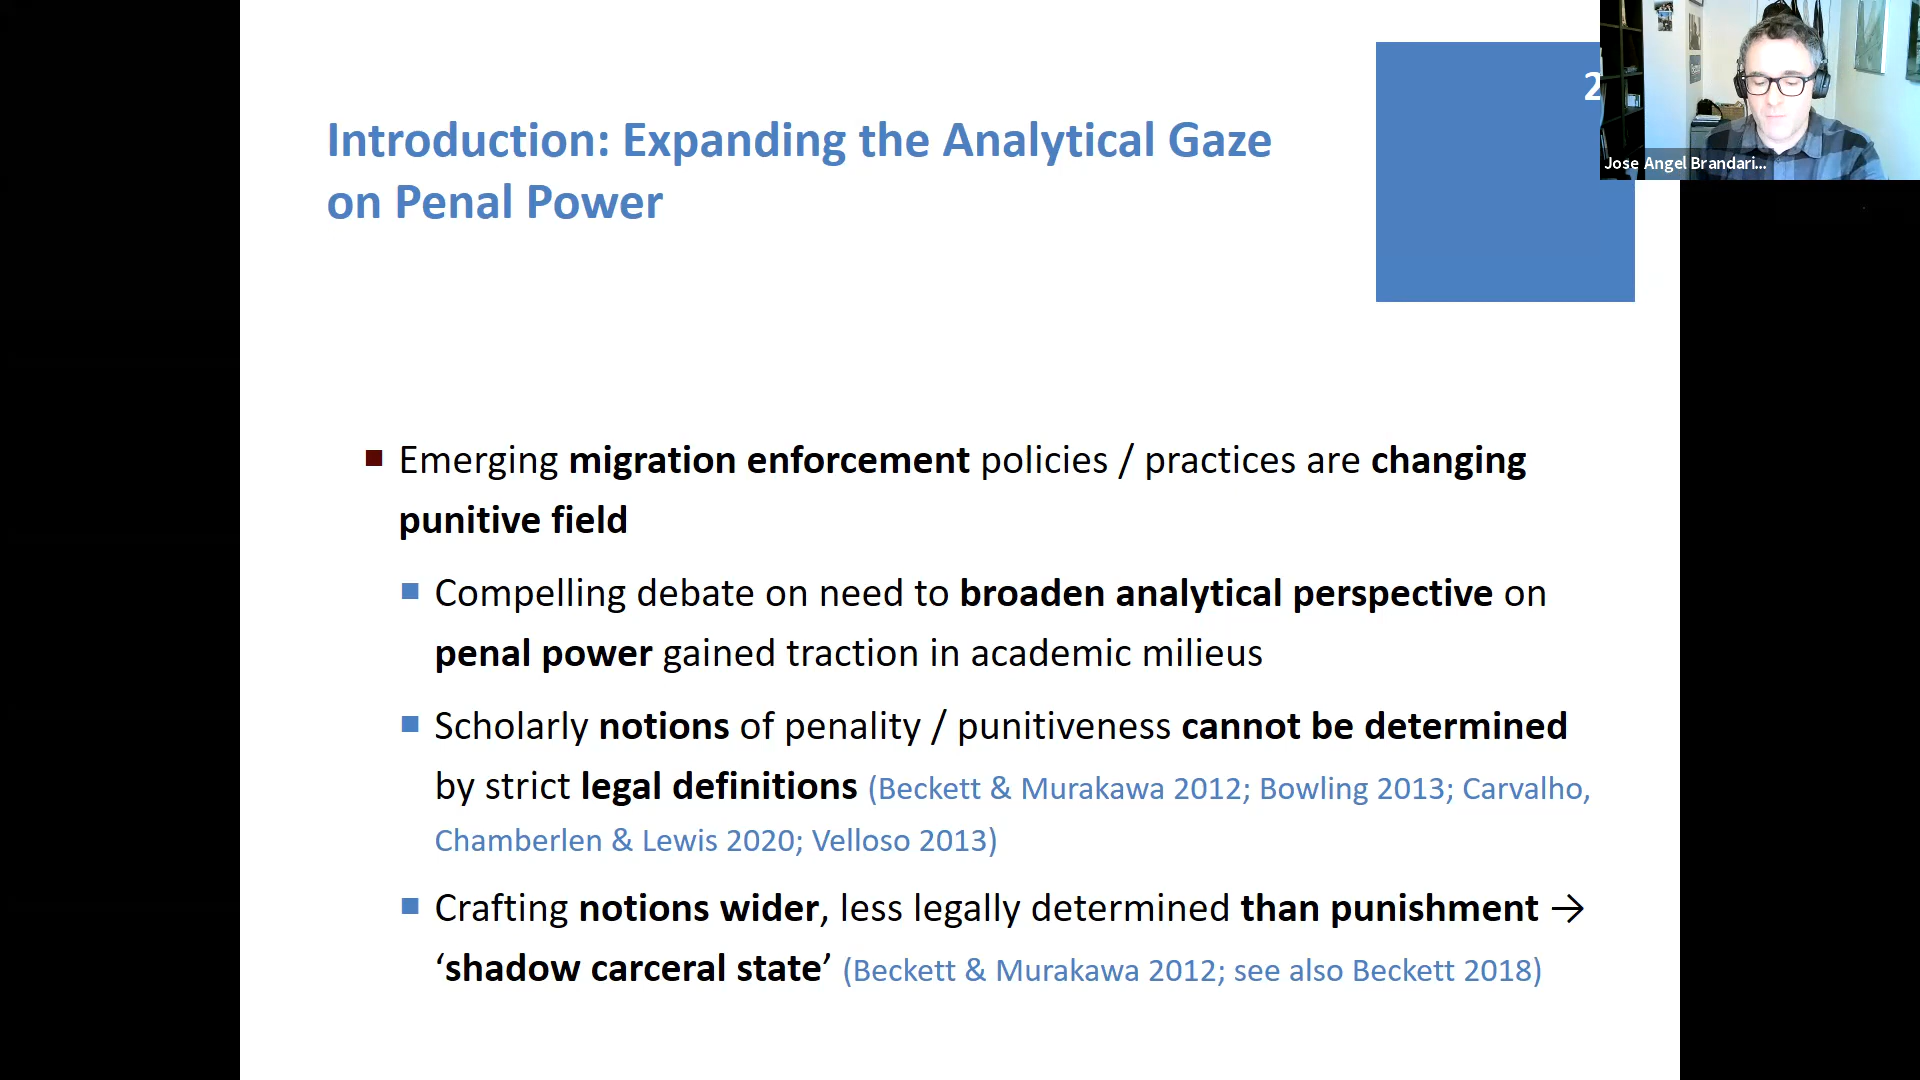 2
Jose Angel Brandari...
Introduction: Expanding the Analytical Gaze
on Penal Power
Emerging migration enforcement policies / practices are changing
punitive field
Compelling debate on need to broaden analytical perspective on
penal power gained traction in academic milieus
Scholarly notions of penality / punitiveness cannot be determined
by strict legal definitions (Beckett & Murakawa 2012; Bowling 2013; Carvalho,
Chamberlen & Lewis 2020; Velloso 2013)
Crafting notions wider, less legally determined than punishment →
‘shadow carceral state’ (Beckett & Murakawa 2012; see also Beckett 2018)